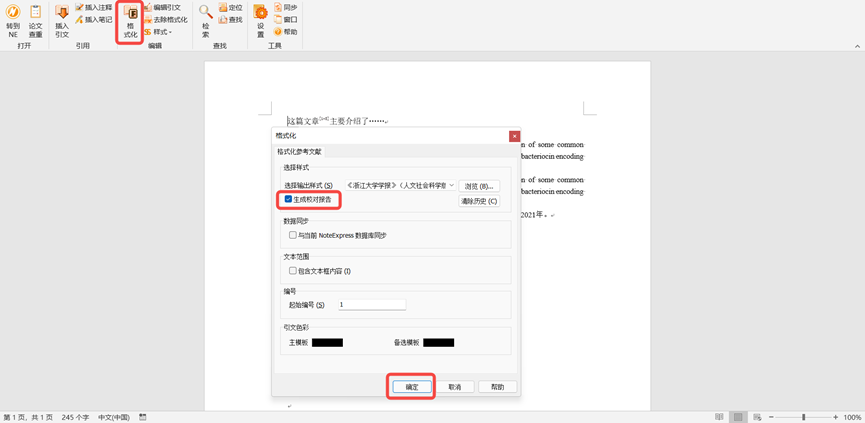 转到
NE
论文
查重
打开
插入
引文
插入注释
插入笔记
引用
格
式化
编辑引文
去除格式化
样式
编辑
检
索
定位
查找
查找
设
置
同步
窗口
帮助
工具
这篇文章[2-4]主要介绍了……
n of some common
bacteriocin encoding
n of some common
bacteriocin encoding
2021年。
格式化
格式化参考文献
选择样式
选择输出样式 (S)
《浙江大学学报》（人文社会科学版
浏览 (B)...
生成校对报告
清除历史 (C)
数据同步
与当前 NoteExpress 数据库同步
文本范围
包含文本框内容 (I)
编号
起始编号 (S)
1
引文色彩
主模板
备选模板
确定
取消
帮助
第 1 页，共 1 页 245 个字 中文(中国)
100%